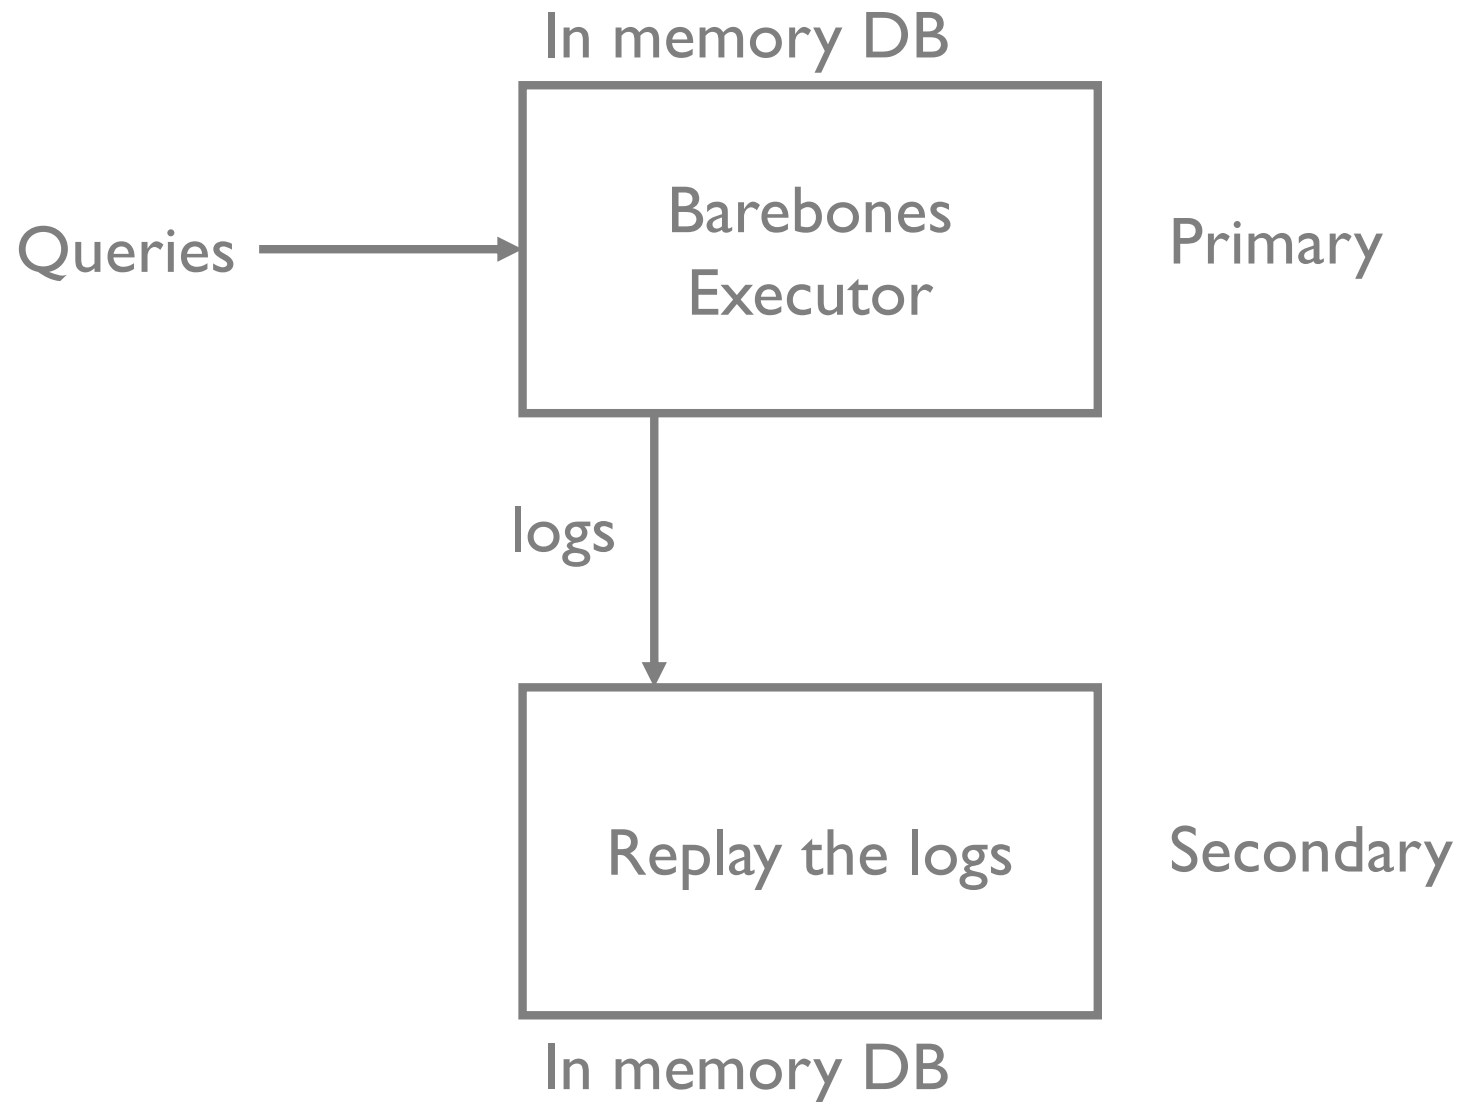 In memory DB
Barebones
Executor
Queries
Primary
logs
Replay the logs
Secondary
In memory DB